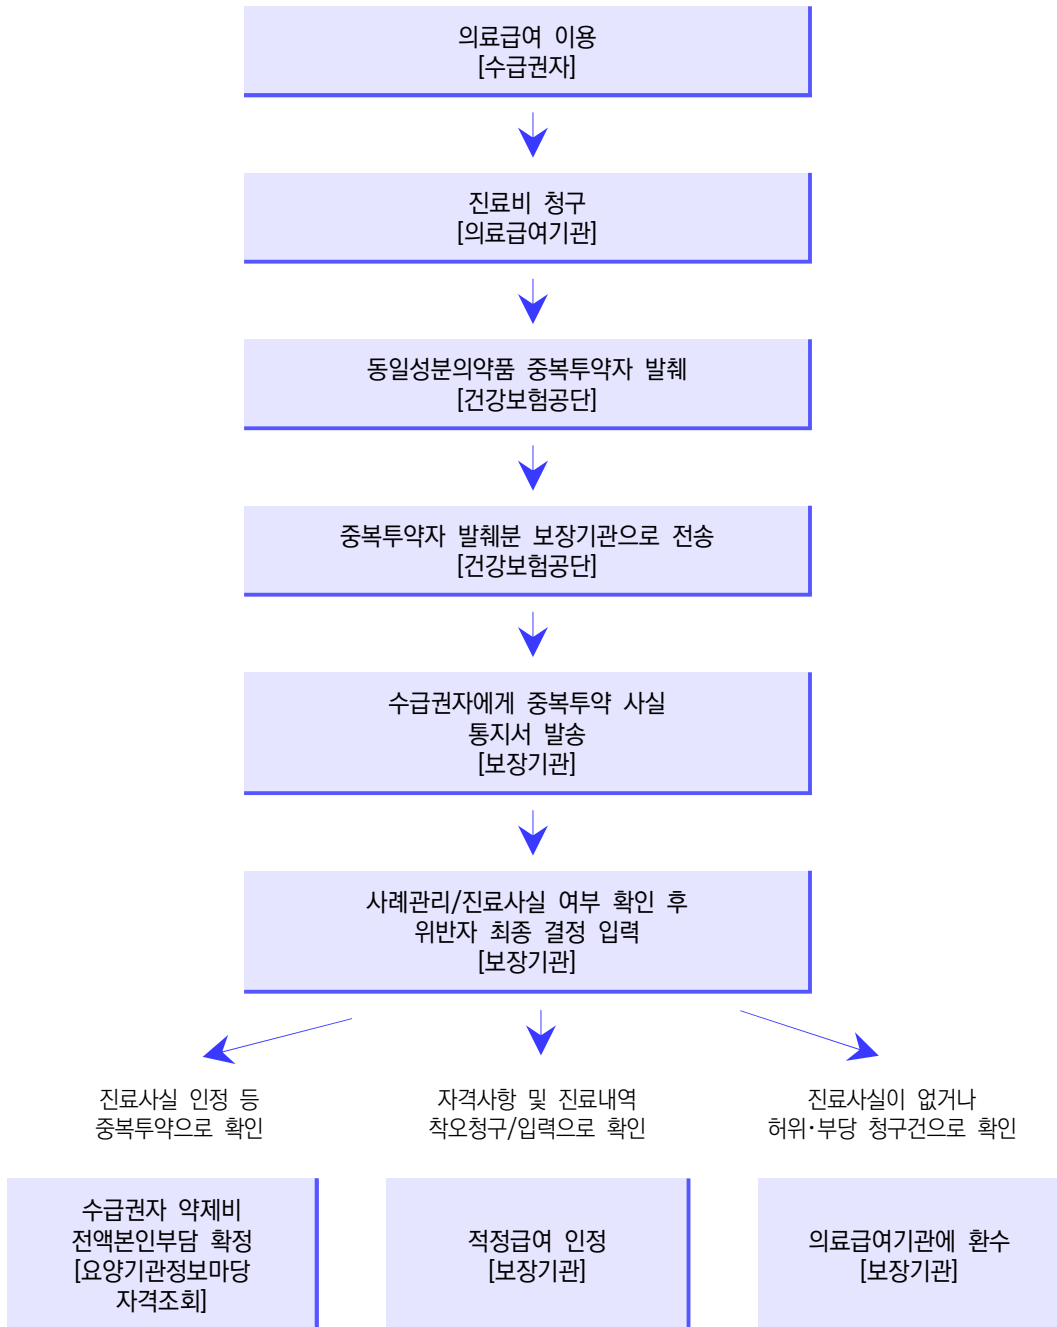 의료급여 이용
[수급권자]
진료비 청구
[의료급여기관]
동일성분의약품 중복투약자 발췌
[건강보험공단]
중복투약자 발췌분 보장기관으로 전송
[건강보험공단]
수급권자에게 중복투약 사실
통지서 발송
[보장기관]
사례관리/진료사실 여부 확인 후
위반자 최종 결정 입력
[보장기관]
진료사실 인정 등
중복투약으로 확인
자격사항 및 진료내역
착오청구/입력으로 확인
진료사실이 없거나
허위·부당 청구건으로 확인
수급권자 약제비
전액본인부담 확정
[요양기관정보마당
자격조회]
적정급여 인정
[보장기관]
의료급여기관에 환수
[보장기관]